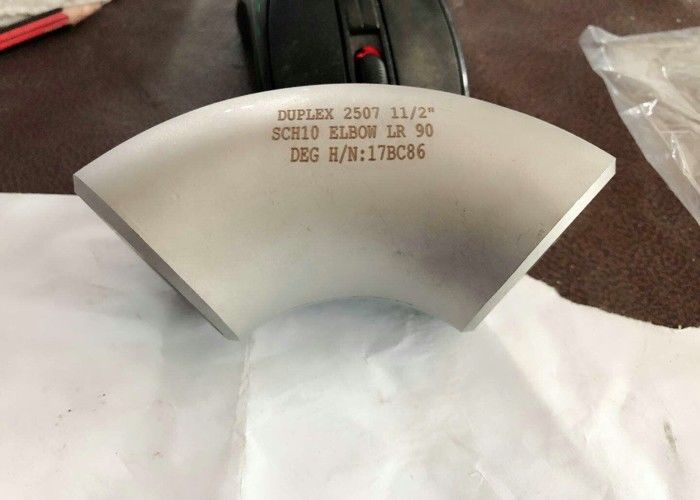 DUPLEX 2507 11/2"
SCH10 ELBOW LR 90
DEG H/N:17BC86